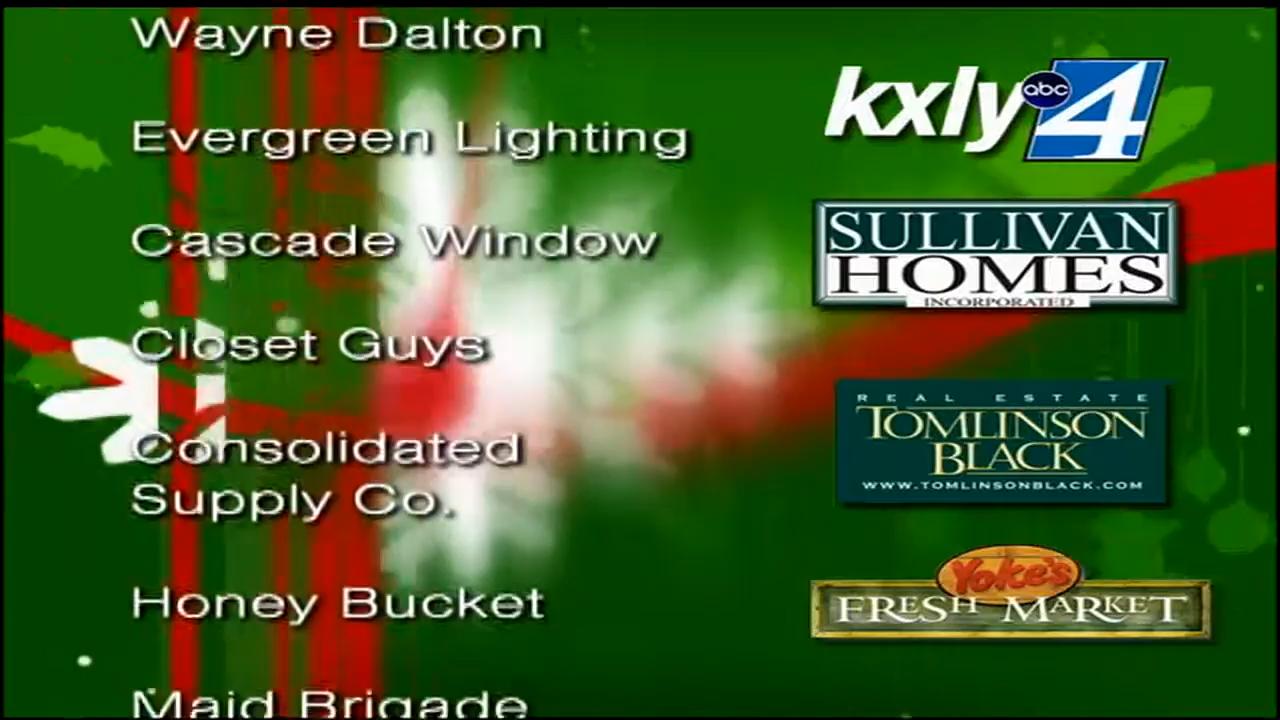 Wayne Dalton
Evergreen Lighting
Cascade Window
Closet Guys
Consolidated
Supply Co.
Honey Bucket
Maid Brigade
kxly abc 4
SULLIVAN
HOMES
INCORPORATED
REAL ESTATE
TOMLINSON
BLACK
WWW.TOMLINSONBLACK.COM
Yoke's
FRESH MARKET